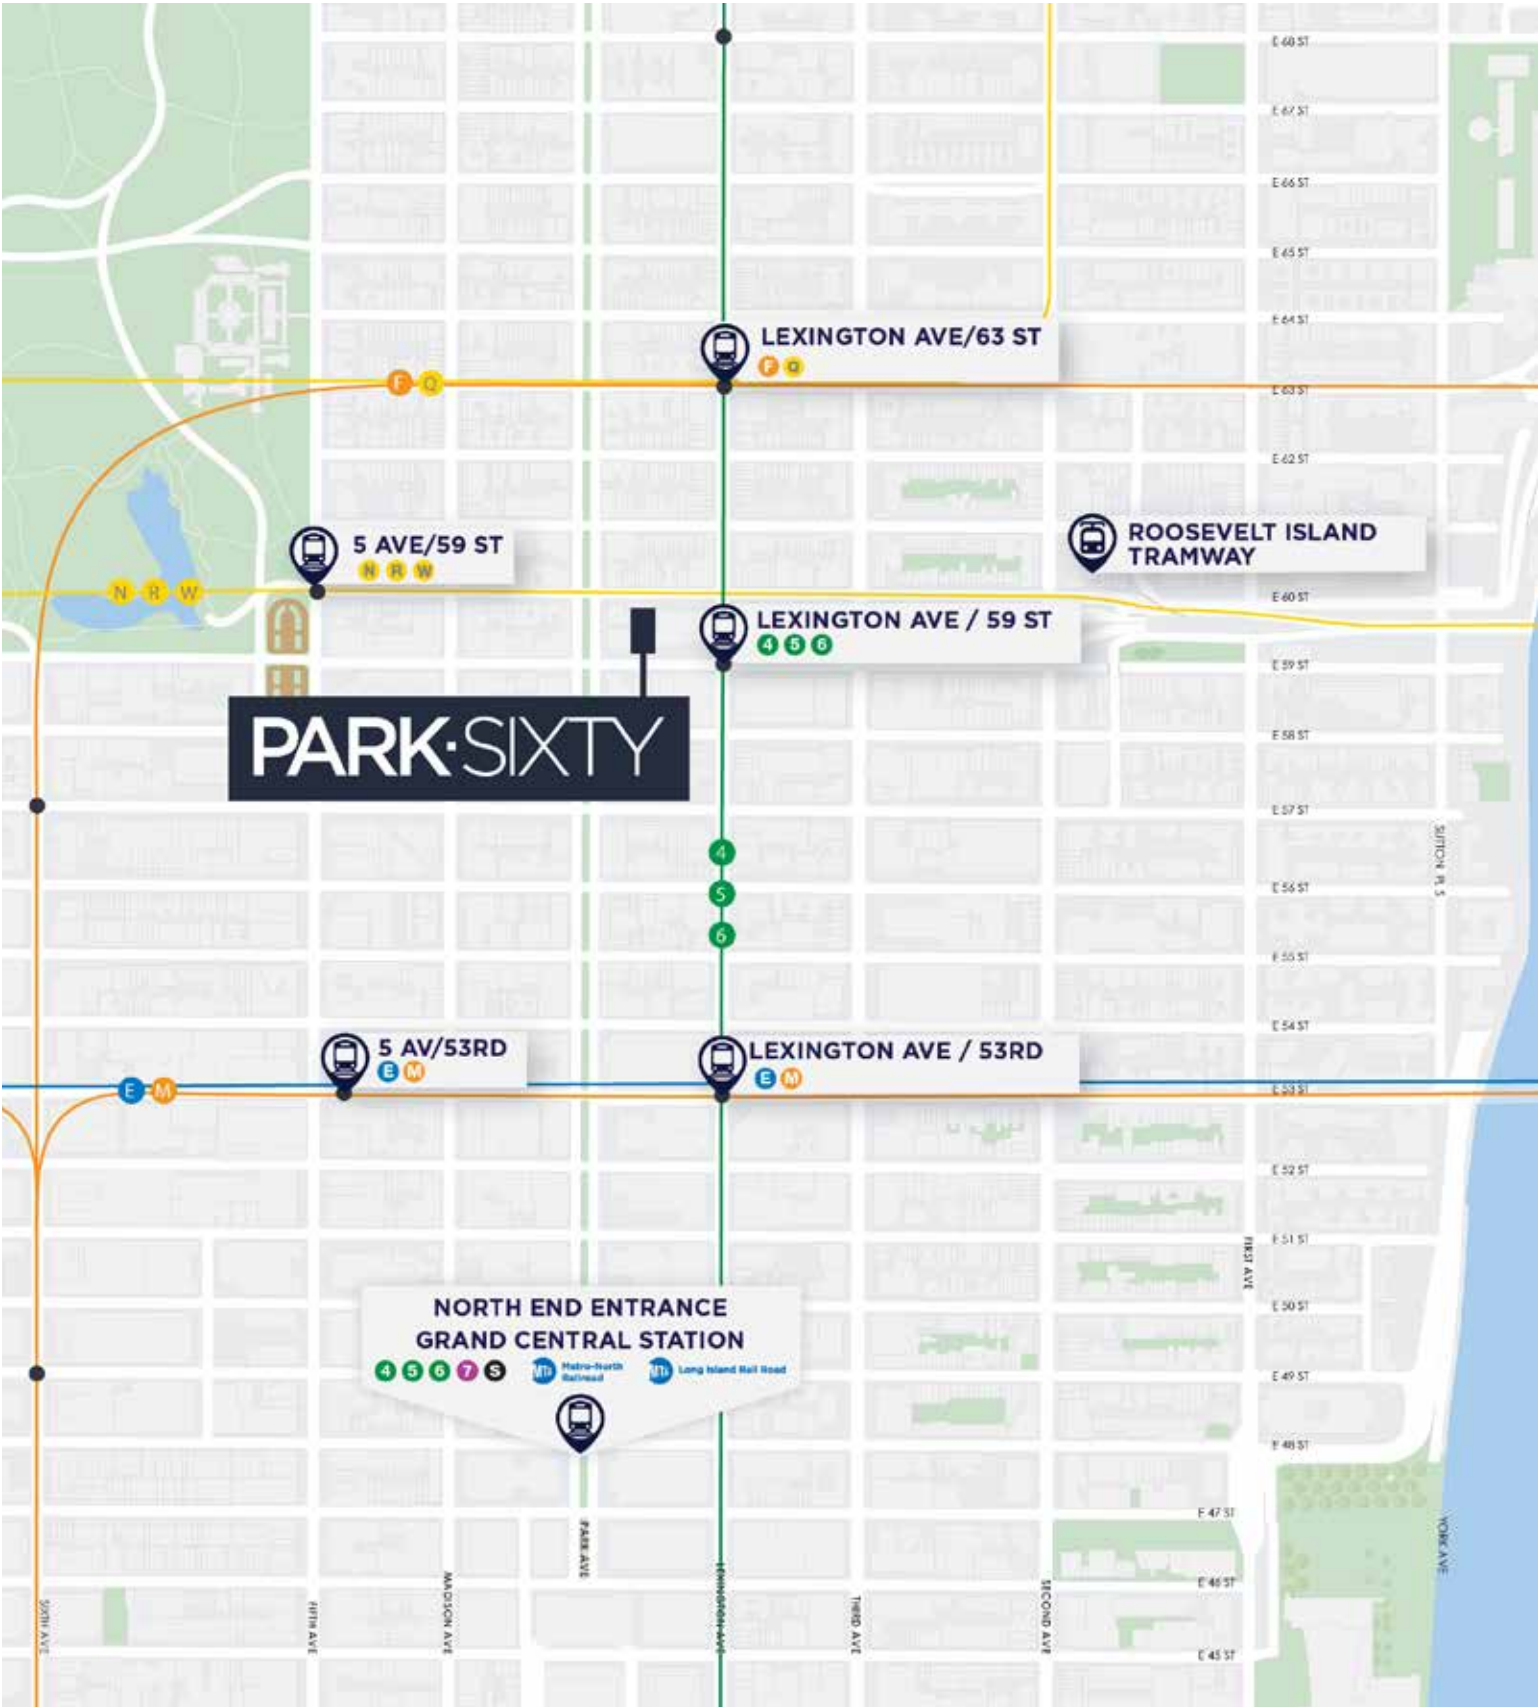 E 68 ST
E 67 ST
E 66 ST
E 65 ST
E 64 ST
LEXINGTON AVE/63 ST
F Q
F Q
E 63 ST
E 62 ST
ROOSEVELT ISLAND
TRAMWAY
5 AVE/59 ST
N R W
N R W
E 60 ST
LEXINGTON AVE / 59 ST
4 5 6
E 59 ST
PARK·SIXTY
E 58 ST
E 57 ST
SUTTON PL S
4
5
6
E 56 ST
E 55 ST
E 54 ST
5 AV/53RD
E M
LEXINGTON AVE / 53RD
E M
E M
E 53 ST
E 52 ST
E 51 ST
FIRST AVE
E 50 ST
NORTH END ENTRANCE
GRAND CENTRAL STATION
4 5 6 7 S
MTA Metro-North
Railroad
MTA Long Island Rail Road
E 49 ST
E 48 ST
E 47 ST
PARK AVE
YORK AVE
E 46 ST
SIXTH AVE
FIFTH AVE
MADISON AVE
LEXINGTON AVE
THIRD AVE
SECOND AVE
E 45 ST